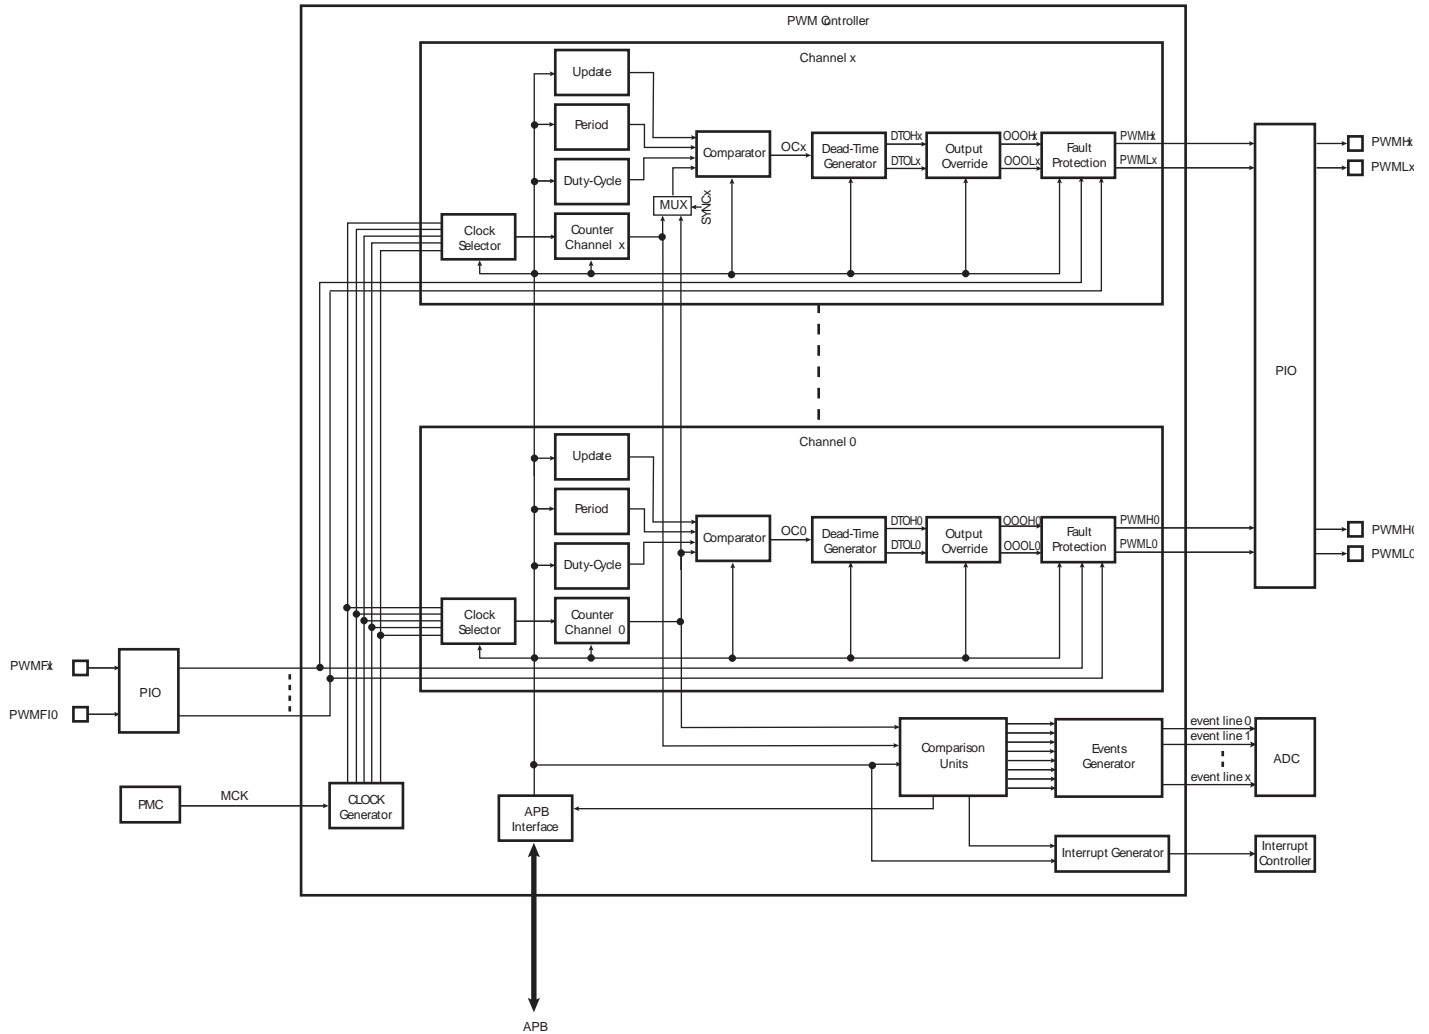 PWM Controller
Channel x
Update
Period
Duty-Cycle
MUX
SYNCx
Clock
Selector
Counter
Channel x
Comparator
OCx
Dead-Time
Generator
DTOHx
DTOLx
Output
Override
OOOHx
OOOLx
Fault
Protection
PWMHx
PWMLx
PIO
PWMHx
PWMLx
Channel 0
Update
Period
Duty-Cycle
Clock
Selector
Counter
Channel 0
Comparator
OC0
Dead-Time
Generator
DTOH0
DTOL0
Output
Override
OOOH0
OOOL0
Fault
Protection
PWMH0
PWML0
PWMH0
PWML0
PWMFIx
PWMFI0
PIO
PMC
MCK
CLOCK
Generator
APB
Interface
APB
Comparison
Units
Events
Generator
event line 0
event line 1
event line x
ADC
Interrupt Generator
Interrupt
Controller